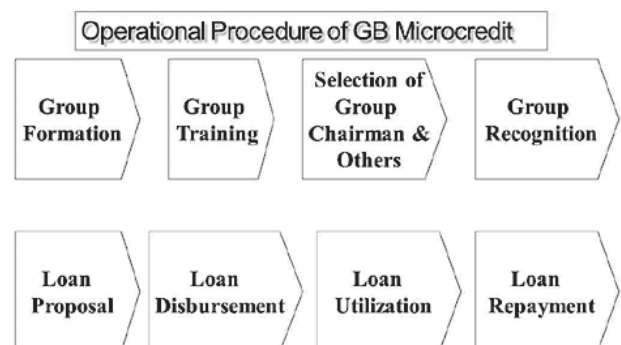 Operational Procedure of GB Microcredit
Group
Formation
Group
Training
Selection of
Group
Chairman &
Others
Group
Recognition
Loan
Proposal
Loan
Disbursement
Loan
Utilization
Loan
Repayment